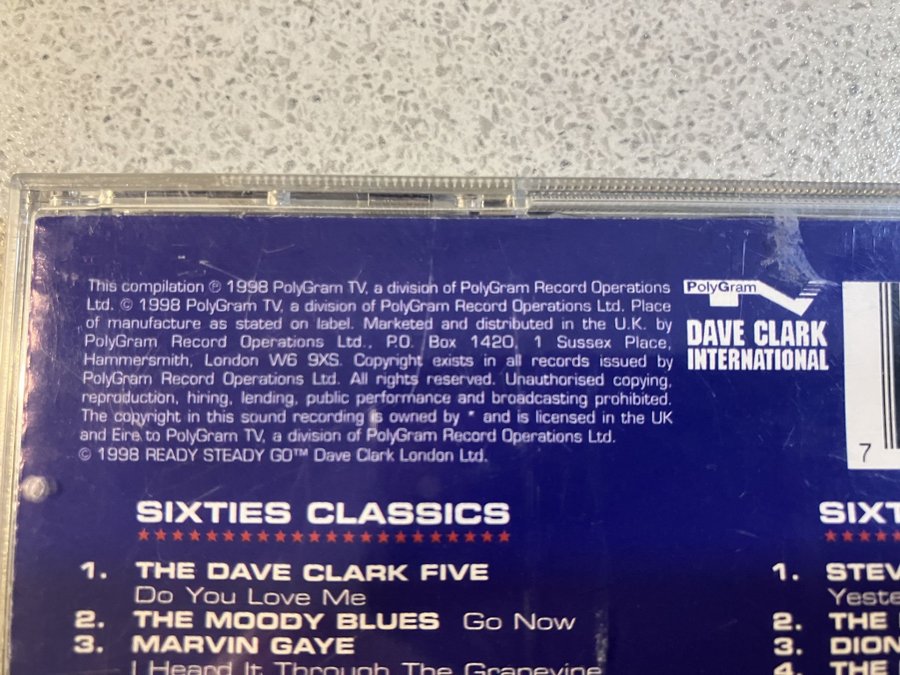 This compilation ℗ 1998 PolyGram TV, a division of PolyGram Record Operations
Ltd. © 1998 PolyGram TV, a division of PolyGram Record Operations Ltd. Place
of manufacture as stated on label. Marketed and distributed in the U.K. by
PolyGram Record Operations Ltd., P.O. Box 1420, 1 Sussex Place,
Hammersmith, London W6 9XS. Copyright exists in all records issued by
PolyGram Record Operations Ltd. All rights reserved. Unauthorised copying,
reproduction, hiring, lending, public performance and broadcasting prohibited.
The copyright in this sound recording is owned by * and is licensed in the UK
and Eire to PolyGram TV, a division of PolyGram Record Operations Ltd.
© 1998 READY STEADY GO™ Dave Clark London Ltd.
PolyGram
DAVE CLARK
INTERNATIONAL
7
SIXTIES CLASSICS
1. THE DAVE CLARK FIVE
Do You Love Me
2. THE MOODY BLUES Go Now
3. MARVIN GAYE
I Heard It Through The Grapevine
SIXT
1. STEV
Yeste
2. THE
3. DION
4. THE